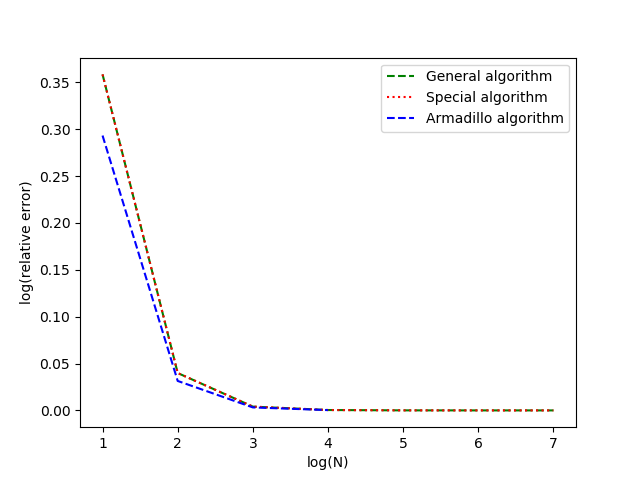 General algorithm
Special algorithm
Armadillo algorithm
log(relative error)
0.35
0.30
0.25
0.20
0.15
0.10
0.05
0.00
1 2 3 4 5 6 7
log(N)